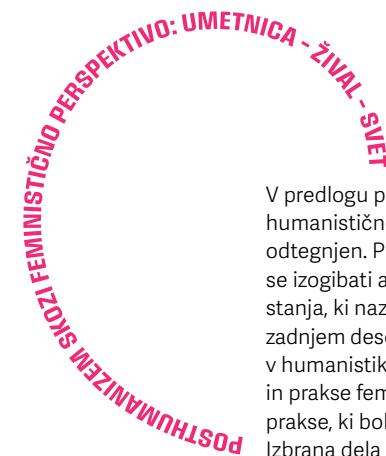 POSTHUMANIZEM SKOZI FEMINISTIČNO PERSPEKTIVO: UMETNICA - ŽIVAL - SVET
V predlogu p
humanističn
odtegnjen. P
se izogibati a
stanja, ki naz
zadnjem dese
v humanistik
in prakse fem
prakse, ki bol
Izbrana dela